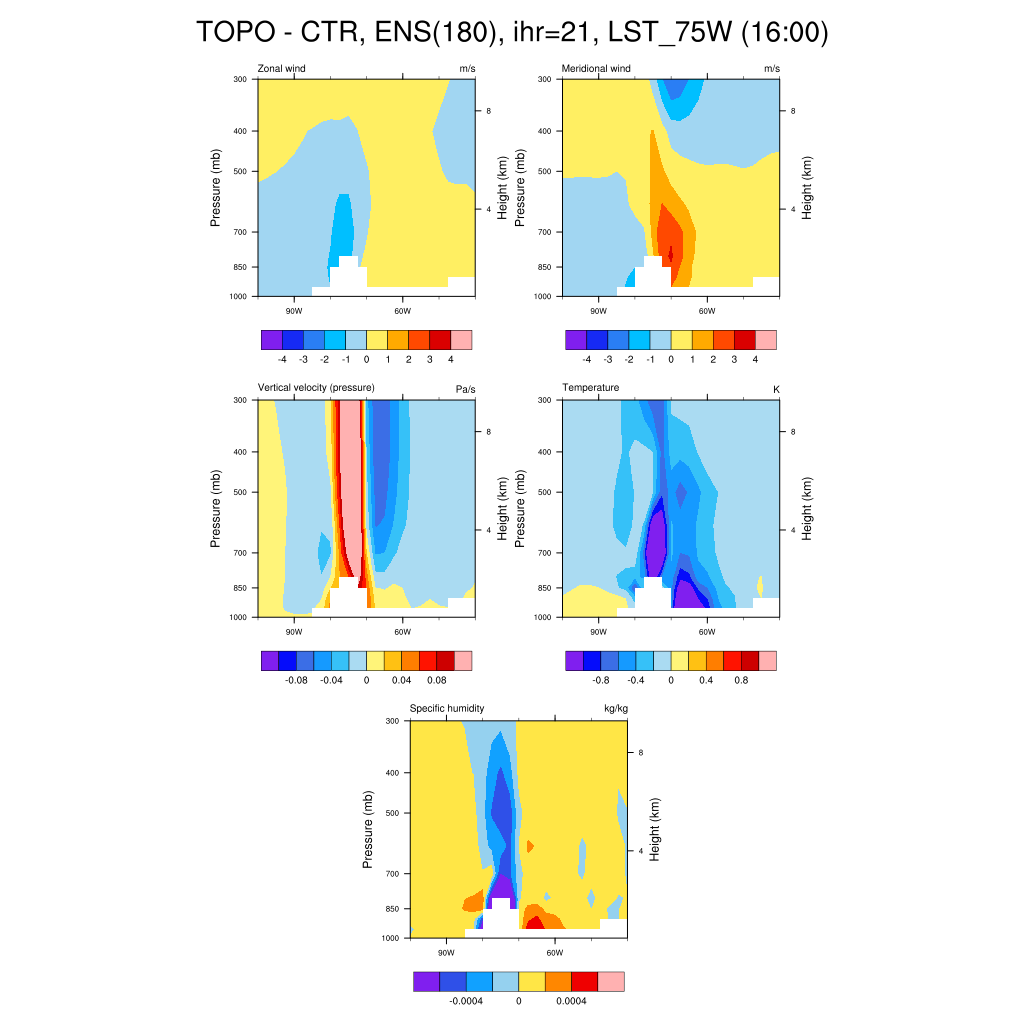 TOPO - CTR, ENS(180), ihr=21, LST_75W (16:00)
Zonal wind m/s
300
400
500
700
850
1000
Pressure (mb)
8
4
Height (km)
90W 60W
-4 -3 -2 -1 0 1 2 3 4
Meridional wind m/s
300
400
500
700
850
1000
Pressure (mb)
8
4
Height (km)
90W 60W
-4 -3 -2 -1 0 1 2 3 4
Vertical velocity (pressure) Pa/s
300
400
500
700
850
1000
Pressure (mb)
8
4
Height (km)
90W 60W
-0.08 -0.04 0 0.04 0.08
Temperature K
300
400
500
700
850
1000
Pressure (mb)
8
4
Height (km)
90W 60W
-0.8 -0.4 0 0.4 0.8
Specific humidity kg/kg
300
400
500
700
850
1000
Pressure (mb)
8
4
Height (km)
90W 60W
-0.0004 0 0.0004